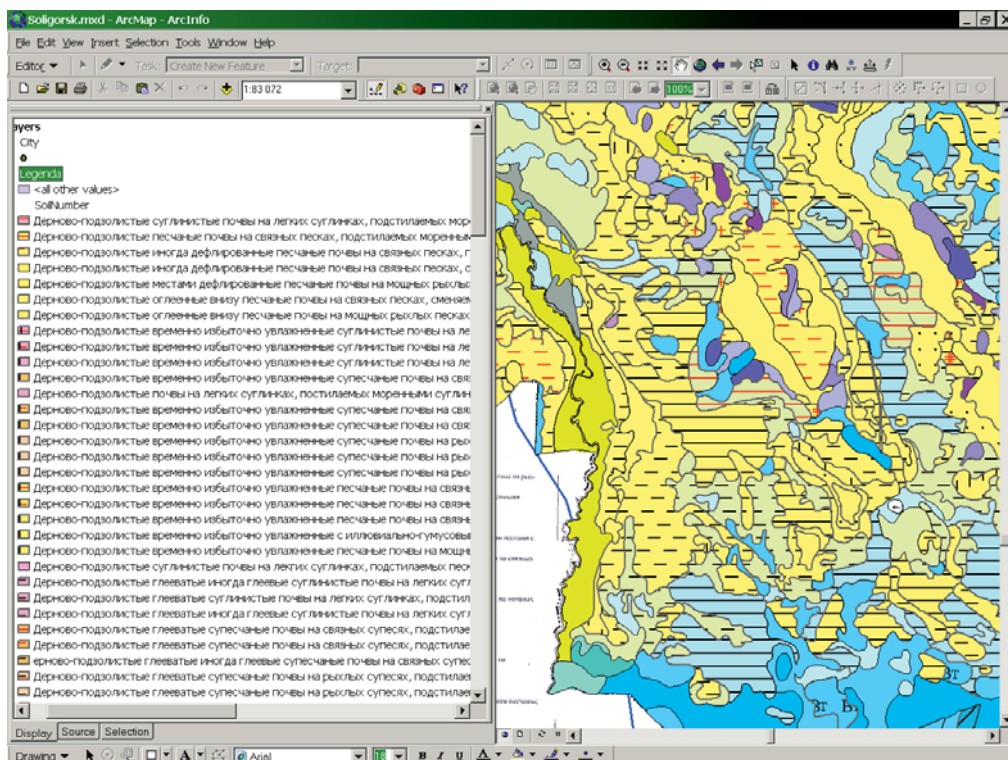 Soligorsk.mxd - ArcMap - ArcInfo
File Edit View Insert Selection Tools Window Help
Editor Task: Create New Feature Target:
1:83 072 100%
ayers
City
Legenda
<all other values>
SoilNumber
Дерново-подзолистые суглинистые почвы на легких суглинках, подстилаемых мор
Дерново-подзолистые песчаные почвы на связных песках, подстилаемых моренным
Дерново-подзолистые иногда дефлированные песчаные почвы на связных песках, г
Дерново-подзолистые иногда дефлированные песчаные почвы на связных песках, с
Дерново-подзолистые местами дефлированные песчаные почвы на мощных рыхлых
Дерново-подзолистые оглеенные внизу песчаные почвы на связных песках, сменяем
Дерново-подзолистые оглеенные внизу песчаные почвы на мощных рыхлых песках
Дерново-подзолистые временно избыточно увлажненные суглинистые почвы на ле
Дерново-подзолистые временно избыточно увлажненные суглинистые почвы на ле
Дерново-подзолистые временно избыточно увлажненные суглинистые почвы на ле
Дерново-подзолистые временно избыточно увлажненные супесчаные почвы на связ
Дерново-подзолистые почвы на легких суглинках, постилаемых моренными суглин
Дерново-подзолистые временно избыточно увлажненные супесчаные почвы на связ
Дерново-подзолистые временно избыточно увлажненные супесчаные почвы на связ
Дерново-подзолистые временно избыточно увлажненные супесчаные почвы на рых
Дерново-подзолистые временно избыточно увлажненные супесчаные почвы на рых
Дерново-подзолистые временно избыточно увлажненные супесчаные почвы на рых
Дерново-подзолистые временно избыточно увлажненные песчаные почвы на связн
Дерново-подзолистые временно избыточно увлажненные песчаные почвы на связн
Дерново-подзолистые временно избыточно увлажненные песчаные почвы на связн
Дерново-подзолистые временно избыточно увлажненные с иллювиально-гумусовы
Дерново-подзолистые временно избыточно увлажненные песчаные почвы на мощн
Дерново-подзолистые суглинистые почвы на легких суглинках, подстилаемых песк
Дерново-подзолистые глееватые иногда глеевые суглинистые почвы на легких сугл
Дерново-подзолистые глееватые суглинистые почвы на легких суглинках, подстил
Дерново-подзолистые глееватые иногда глеевые суглинистые почвы на легких сугл
Дерново-подзолистые глееватые супесчаные почвы на связных супесях, подстилае
Дерново-подзолистые глееватые супесчаные почвы на связных супесях, подстилае
ерново-подзолистые глееватые иногда глеевые супесчаные почвы на связных супес
Дерново-подзолистые глееватые супесчаные почвы на рыхлых супесях, подстилаем
Дерново-подзолистые глееватые супесчаные почвы на рыхлых супесях, подстилаем
Вт
Вт
Display Source Selection
Drawing A Arial B I U A